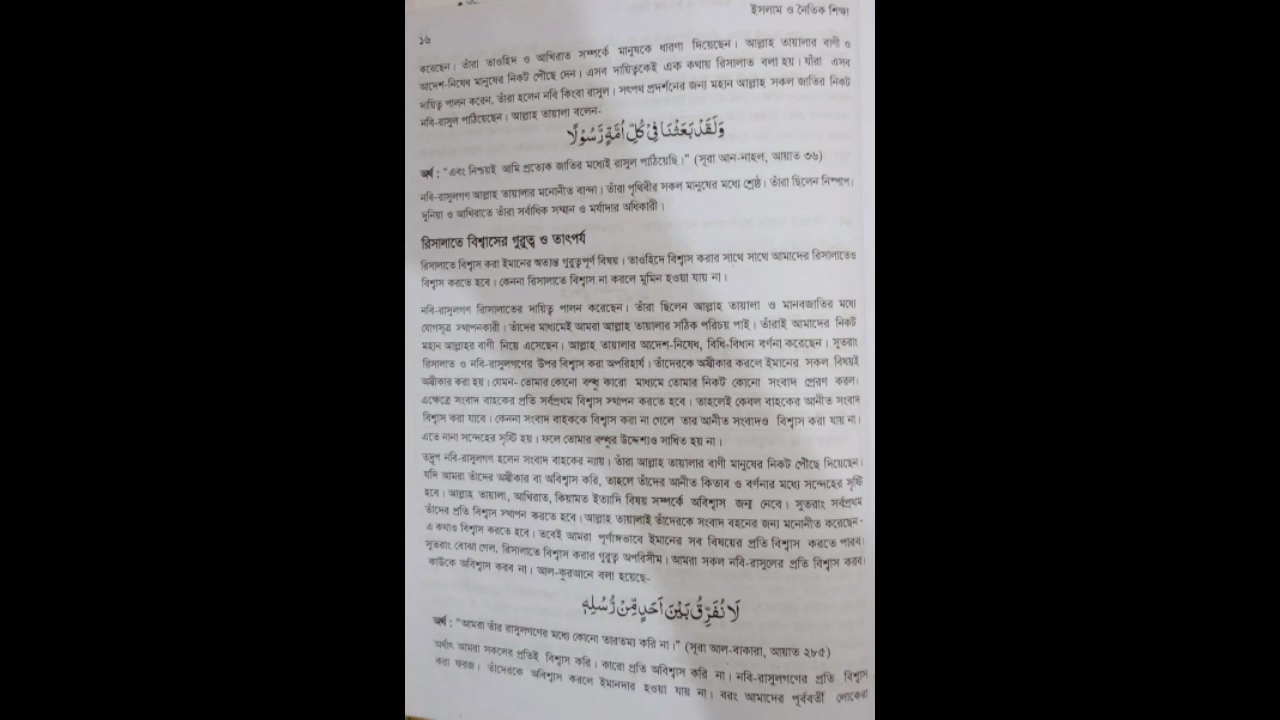 ইসলাম ও নৈতিক শিক্ষা
১৬
করেছেন। তাঁরা তাওহিদ ও আখিরাত সম্পর্কে মানুষকে ধারণা দিয়েছেন। আল্লাহ তায়ালার বাণী ও
আদেশ-নিষেধ মানুষের নিকট পৌঁছে দেন। এসব দায়িত্বকেই এক কথায় রিসালাত বলা হয়। যাঁরা এসব
দায়িত্ব পালন করেন, তাঁরা হলেন নবি কিংবা রাসুল। সৎপথ প্রদর্শনের জন্য মহান আল্লাহ সকল জাতির নিকট
নবি-রাসুল পাঠিয়েছেন। আল্লাহ তায়ালা বলেন-
وَلَقَدْ بَعَثْنَا فِىْ كُلِّ اُمَّةٍ رَّسُوْلًا
অর্থ : “এবং নিশ্চয়ই আমি প্রত্যেক জাতির মধ্যেই রাসুল পাঠিয়েছি।” (সূরা আন-নাহল, আয়াত ৩৬)
নবি-রাসুলগণ আল্লাহ তায়ালার মনোনীত বান্দা। তাঁরা পৃথিবীর সকল মানুষের মধ্যে শ্রেষ্ঠ। তাঁরা ছিলেন নিষ্পাপ।
দুনিয়া ও আখিরাতে তাঁরা সর্বাধিক সম্মান ও মর্যাদার অধিকারী।
রিসালাতে বিশ্বাসের গুরুত্ব ও তাৎপর্য
রিসালাতে বিশ্বাস করা ইমানের অত্যন্ত গুরুত্বপূর্ণ বিষয়। তাওহিদে বিশ্বাস করার সাথে সাথে আমাদের রিসালাতেও
বিশ্বাস করতে হবে। কেননা রিসালাতে বিশ্বাস না করলে মুমিন হওয়া যায় না।
নবি-রাসুলগণ রিসালাতের দায়িত্ব পালন করেছেন। তাঁরা ছিলেন আল্লাহ তায়ালা ও মানবজাতির মধ্যে
যোগসূত্র স্থাপনকারী। তাঁদের মাধ্যমেই আমরা আল্লাহ তায়ালার সঠিক পরিচয় পাই। তাঁরাই আমাদের নিকট
মহান আল্লাহর বাণী নিয়ে এসেছেন। আল্লাহ তায়ালার আদেশ-নিষেধ, বিধি-বিধান বর্ণনা করেছেন। সুতরাং
রিসালাত ও নবি-রাসুলগণের উপর বিশ্বাস করা অপরিহার্য। তাঁদেরকে অস্বীকার করলে ইমানের সকল বিষয়ই
অস্বীকার করা হয়। যেমন- তোমার কোনো বন্ধু কারো মাধ্যমে তোমার নিকট কোনো সংবাদ প্রেরণ করল।
এক্ষেত্রে সংবাদ বাহকের প্রতি সর্বপ্রথম বিশ্বাস স্থাপন করতে হবে। তাহলেই কেবল বাহকের আনীত সংবাদ
বিশ্বাস করা যাবে। কেননা সংবাদ বাহককে বিশ্বাস করা না গেলে তার আনীত সংবাদও বিশ্বাস করা যায় না।
এতে নানা সন্দেহের সৃষ্টি হয়। ফলে তোমার বন্ধুর উদ্দেশ্যও সাধিত হয় না।
তদ্রূপ নবি-রাসুলগণ হলেন সংবাদ বাহকের ন্যায়। তাঁরা আল্লাহ তায়ালার বাণী মানুষের নিকট পৌঁছে দিয়েছেন।
যদি আমরা তাঁদের অস্বীকার বা অবিশ্বাস করি, তাহলে তাঁদের আনীত কিতাব ও বর্ণনার মধ্যে সন্দেহের সৃষ্টি
হবে। আল্লাহ তায়ালা, আখিরাত, কিয়ামত ইত্যাদি বিষয় সম্পর্কে অবিশ্বাস জন্ম নেবে। সুতরাং সর্বপ্রথম
তাঁদের প্রতি বিশ্বাস স্থাপন করতে হবে। আল্লাহ তায়ালাই তাঁদেরকে সংবাদ বহনের জন্য মনোনীত করেছেন-
এ কথাও বিশ্বাস করতে হবে। তবেই আমরা পূর্ণাঙ্গভাবে ইমানের সব বিষয়ের প্রতি বিশ্বাস করতে পারব।
সুতরাং বোঝা গেল, রিসালাতে বিশ্বাস করার গুরুত্ব অপরিসীম। আমরা সকল নবি-রাসুলের প্রতি বিশ্বাস করব।
কাউকে অবিশ্বাস করব না। আল-কুরআনে বলা হয়েছে-
لَا نُفَرِّقُ بَيْنَ اَحَدٍ مِّنْ رُّسُلِهٖ
অর্থ : “আমরা তাঁর রাসুলগণের মধ্যে কোনো তারতম্য করি না।” (সূরা আল-বাকারা, আয়াত ২৮৫)
অর্থাৎ আমরা সকলের প্রতিই বিশ্বাস করি। কারো প্রতি অবিশ্বাস করি না। নবি-রাসুলগণের প্রতি বিশ্বাস
করা ফরজ। তাঁদেরকে অবিশ্বাস করলে ইমানদার হওয়া যায় না। বরং আমাদের পূর্ববর্তী লোকেরা